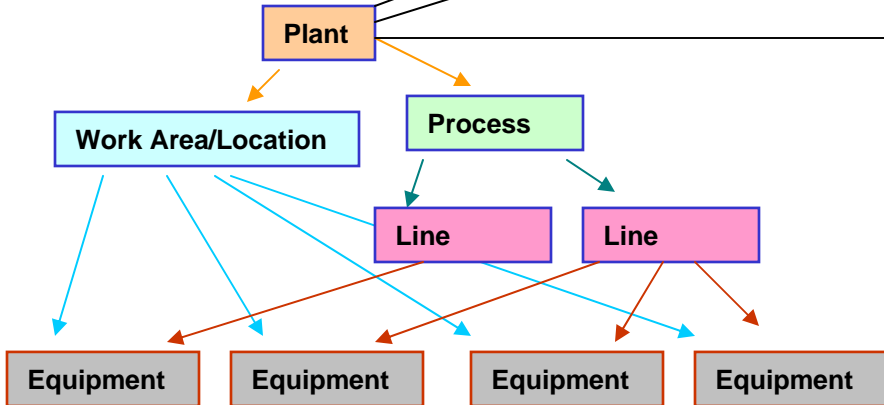 Plant
Work Area/Location
Process
Line
Line
Equipment
Equipment
Equipment
Equipment